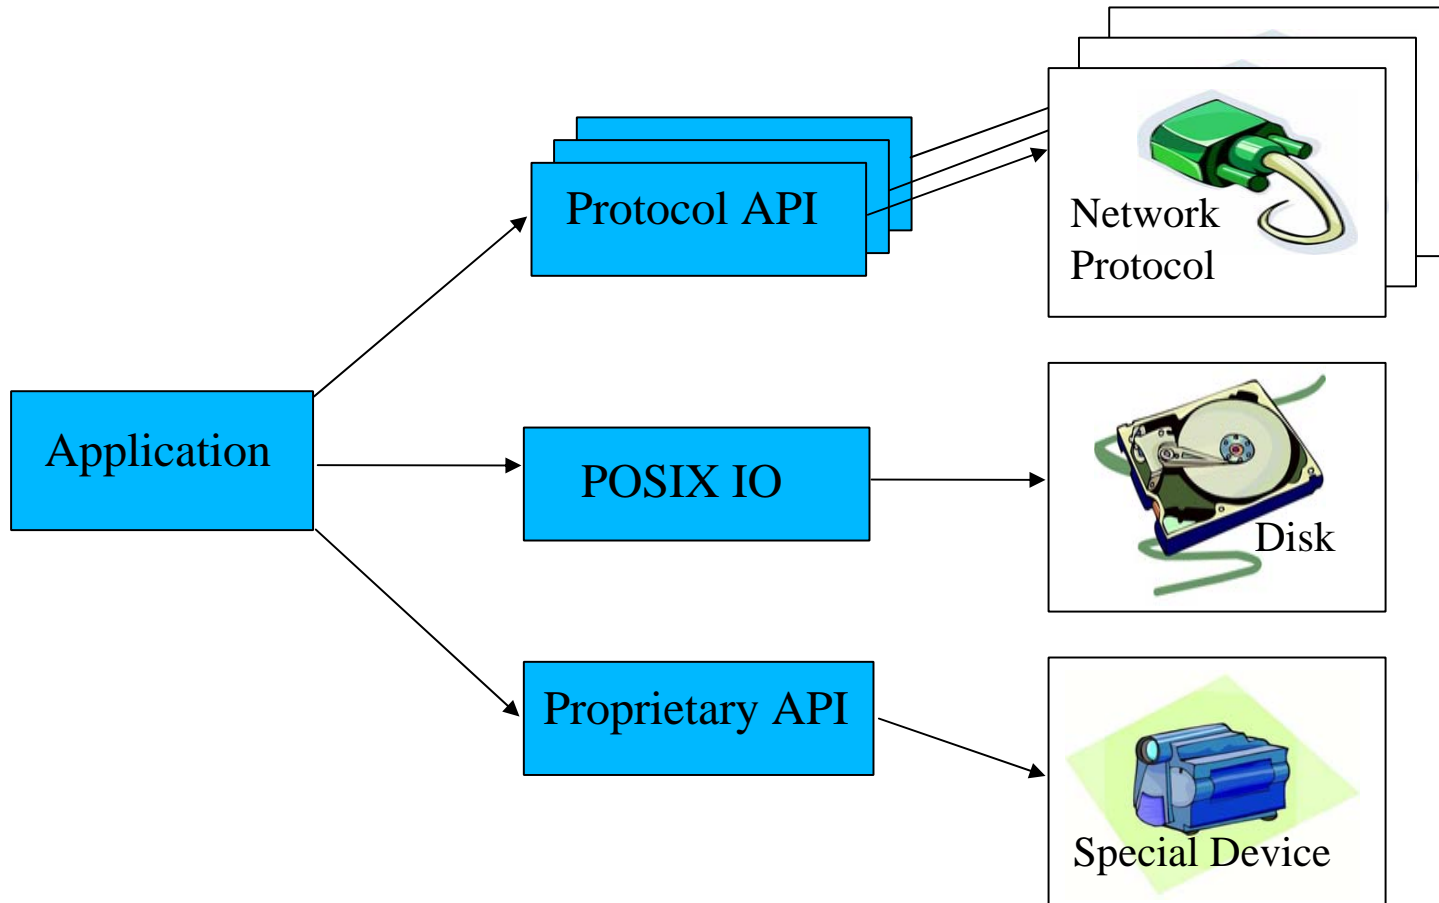 Protocol API
Network
Protocol
Application
POSIX IO
Disk
Proprietary API
Special Device